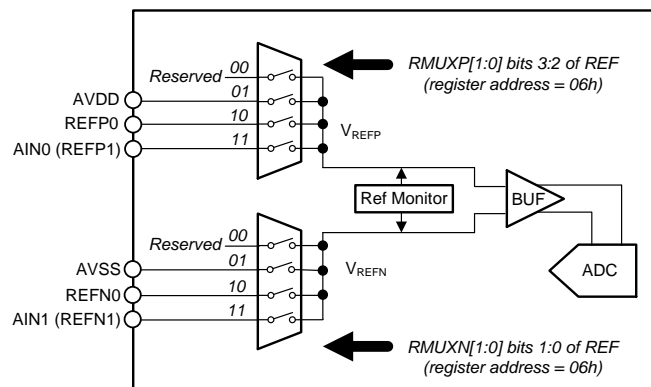 RMUXP[1:0] bits 3:2 of REF
(register address = 06h)
Reserved 00
AVDD 01
REFP0 10
AIN0 (REFP1) 11
VREFP
Ref Monitor
BUF
ADC
Reserved 00
AVSS 01
REFN0 10
AIN1 (REFN1) 11
VREFN
RMUXN[1:0] bits 1:0 of REF
(register address = 06h)